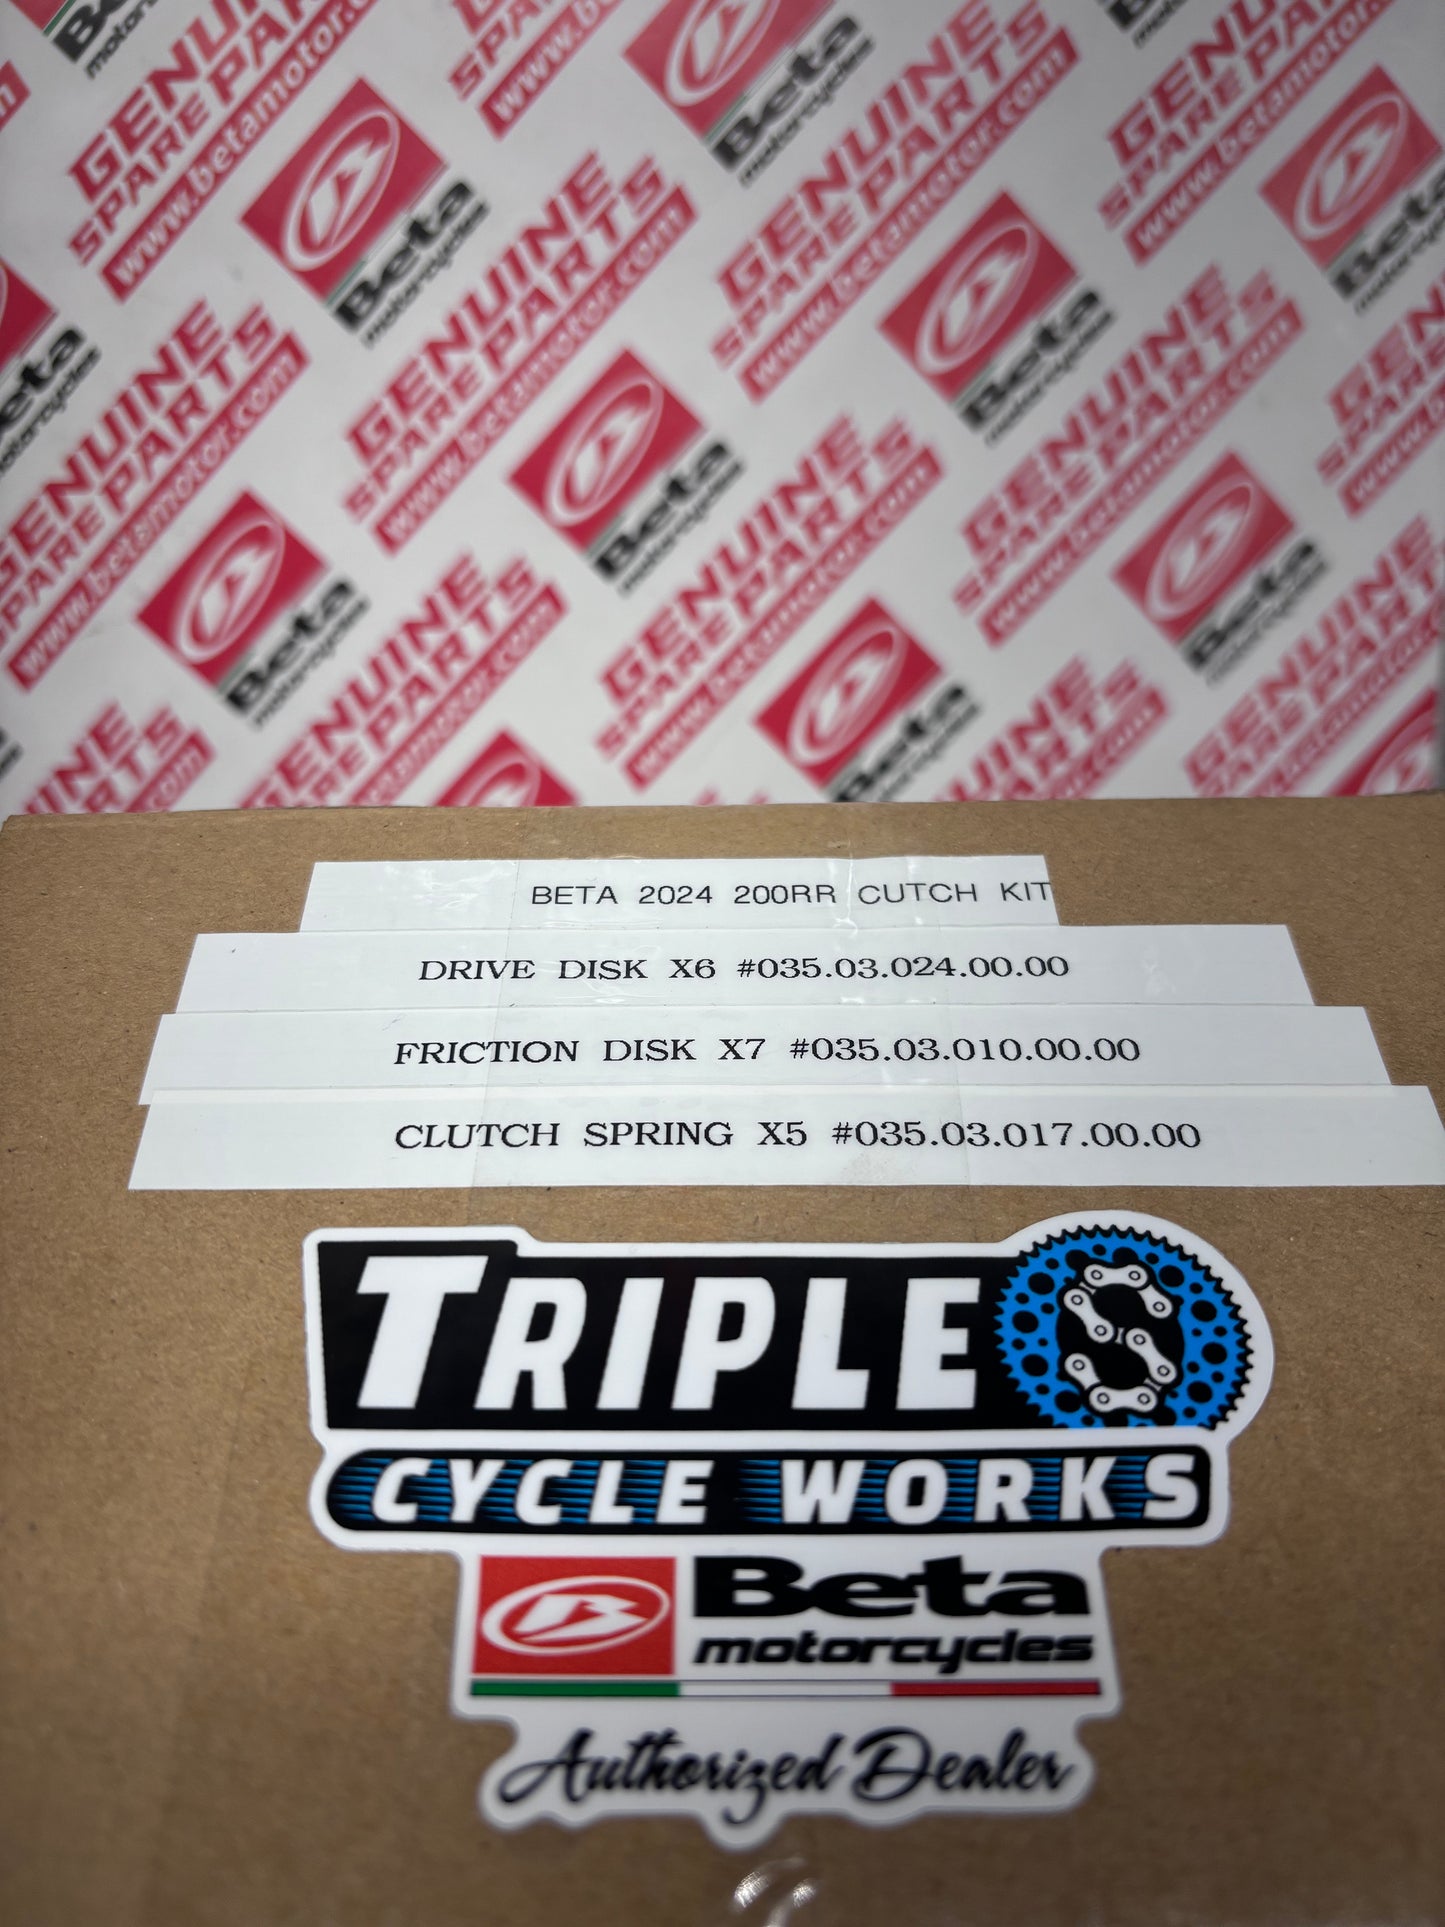 GENUINE
SPARE PARTS
www.betamotor.com
Beta
motorcycles
BETA 2024 200RR CUTCH KIT
DRIVE DISK X6 #035.03.024.00.00
FRICTION DISK X7 #035.03.010.00.00
CLUTCH SPRING X5 #035.03.017.00.00
TRIPLE S
CYCLE WORKS
Beta
motorcycles
Authorized Dealer